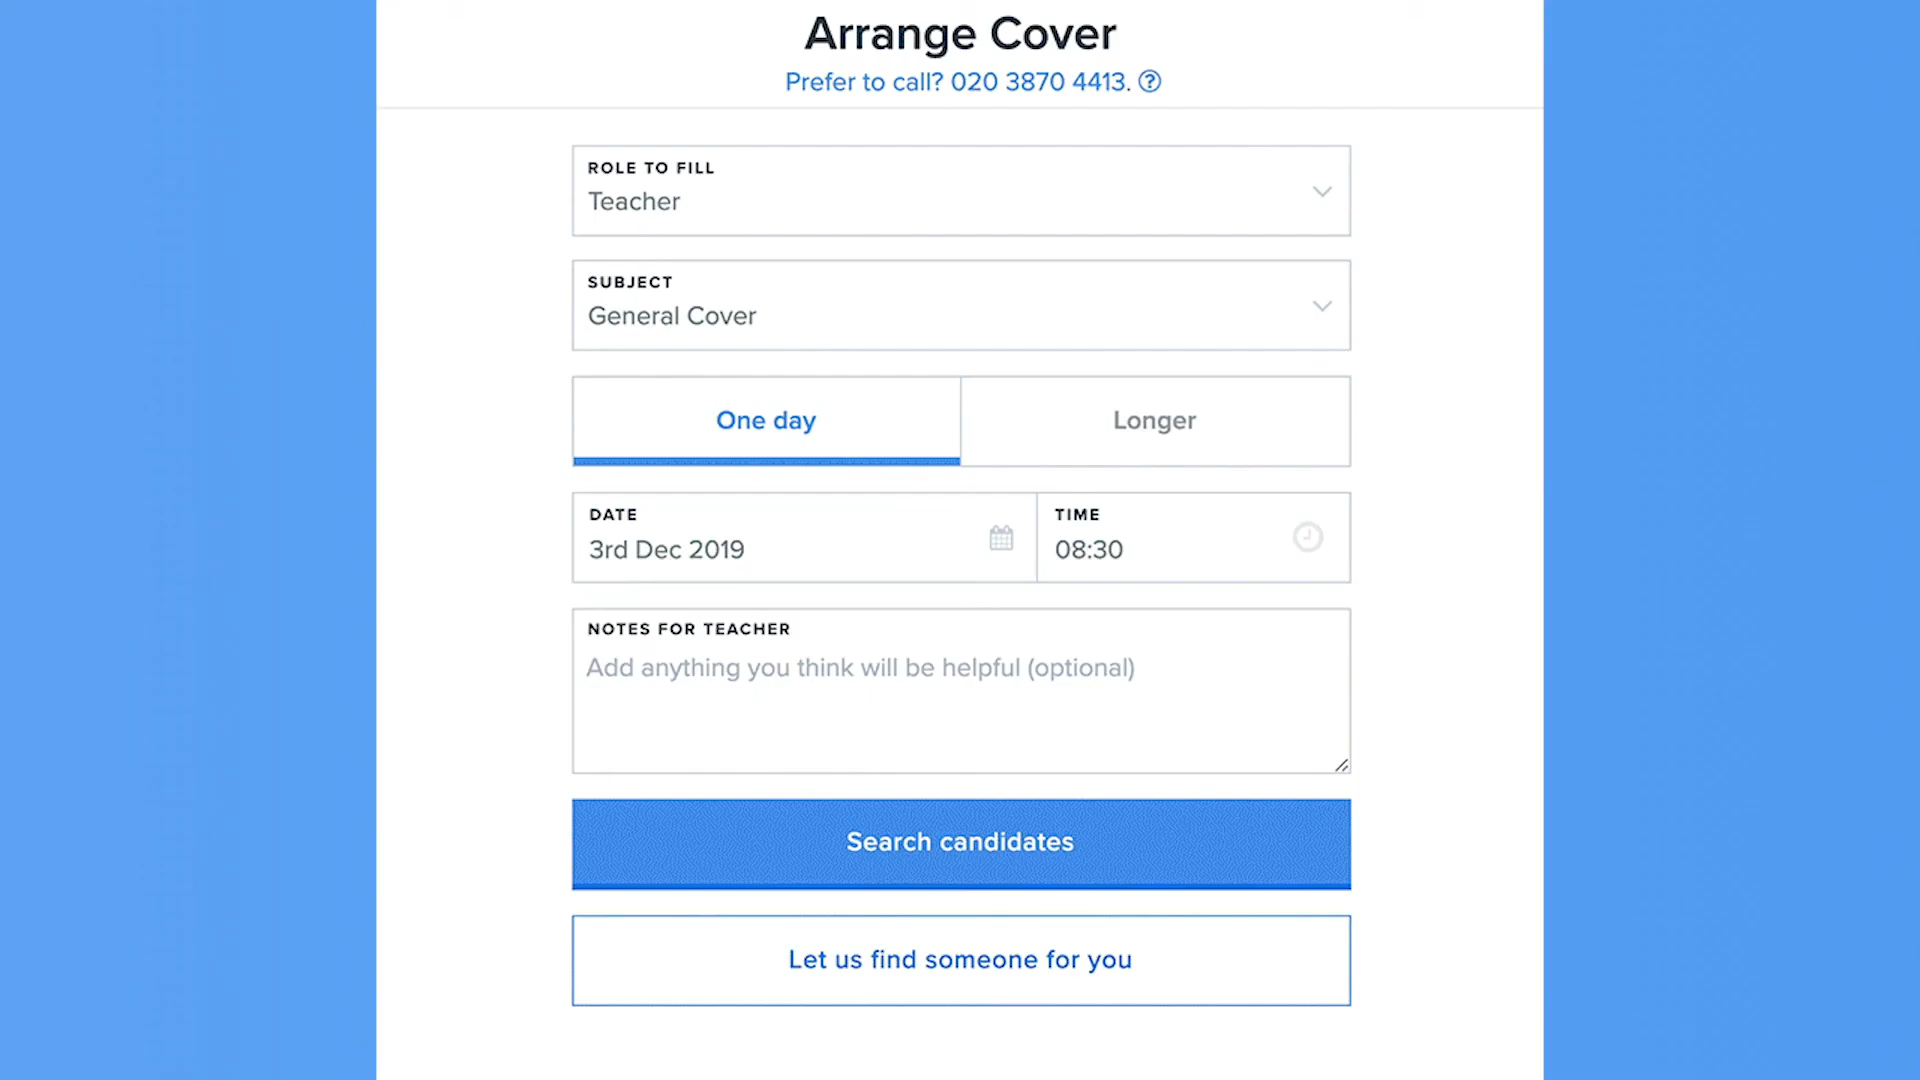 Arrange Cover
Prefer to call? 020 3870 4413.
ROLE TO FILL
Teacher
SUBJECT
General Cover
One day
Longer
DATE
3rd Dec 2019
TIME
08:30
NOTES FOR TEACHER
Add anything you think will be helpful (optional)
Search candidates
Let us find someone for you